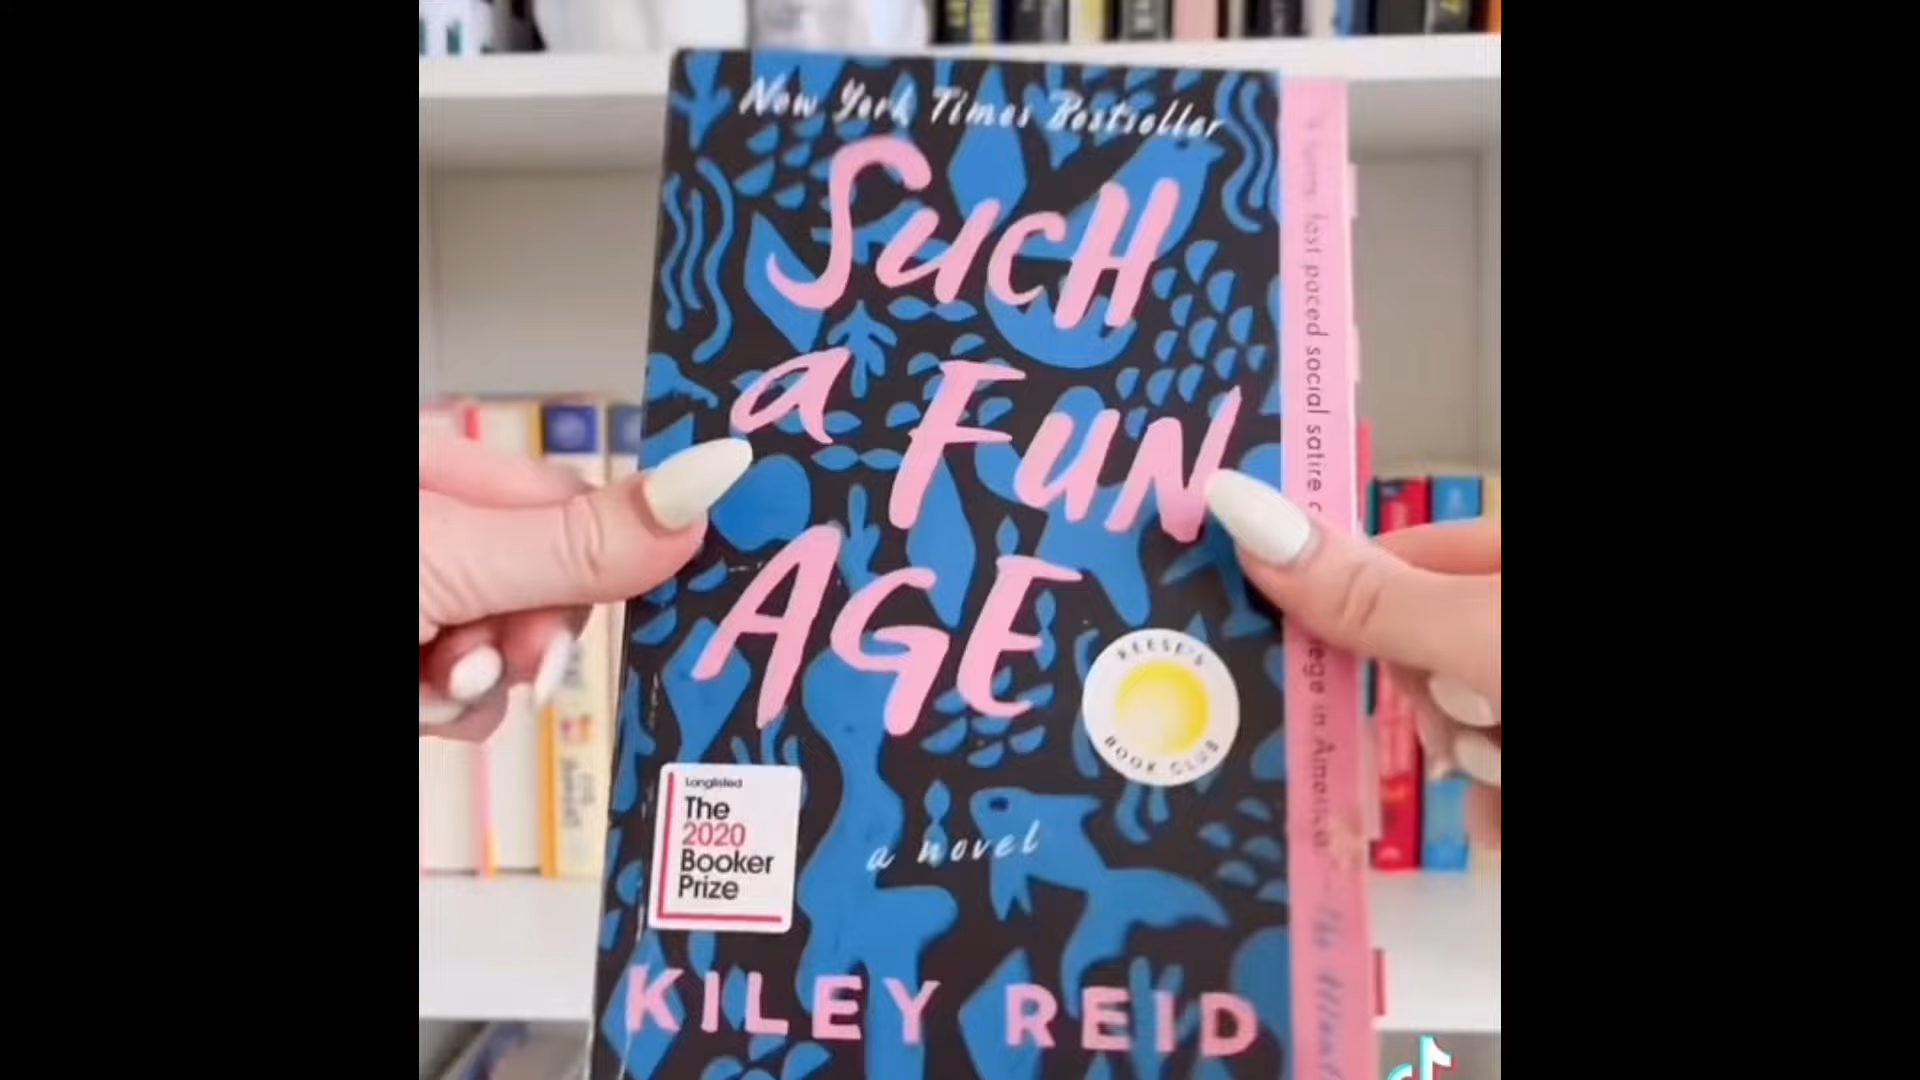 New York Times Bestseller
Such
a Fun
Age
REESE'S
BOOK CLUB
Longlisted
The
2020
Booker
Prize
a novel
KILEY REID
fast paced social satire
in America."